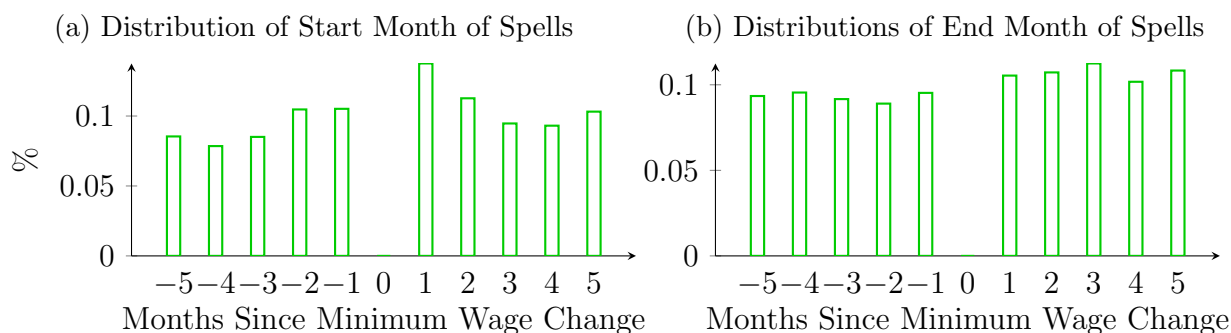 (a) Distribution of Start Month of Spells
0.1
0.05
0
%
−5 −4 −3 −2 −1 0 1 2 3 4 5
Months Since Minimum Wage Change
(b) Distributions of End Month of Spells
0.1
0.05
0
−5 −4 −3 −2 −1 0 1 2 3 4 5
Months Since Minimum Wage Change